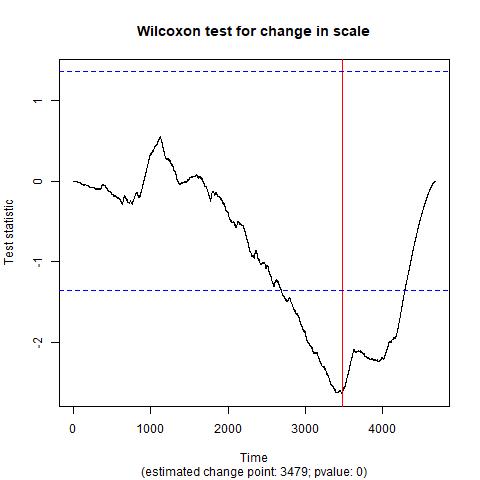 Wilcoxon test for change in scale
Test statistic
1
0
-1
-2
0 1000 2000 3000 4000
Time
(estimated change point: 3479; pvalue: 0)